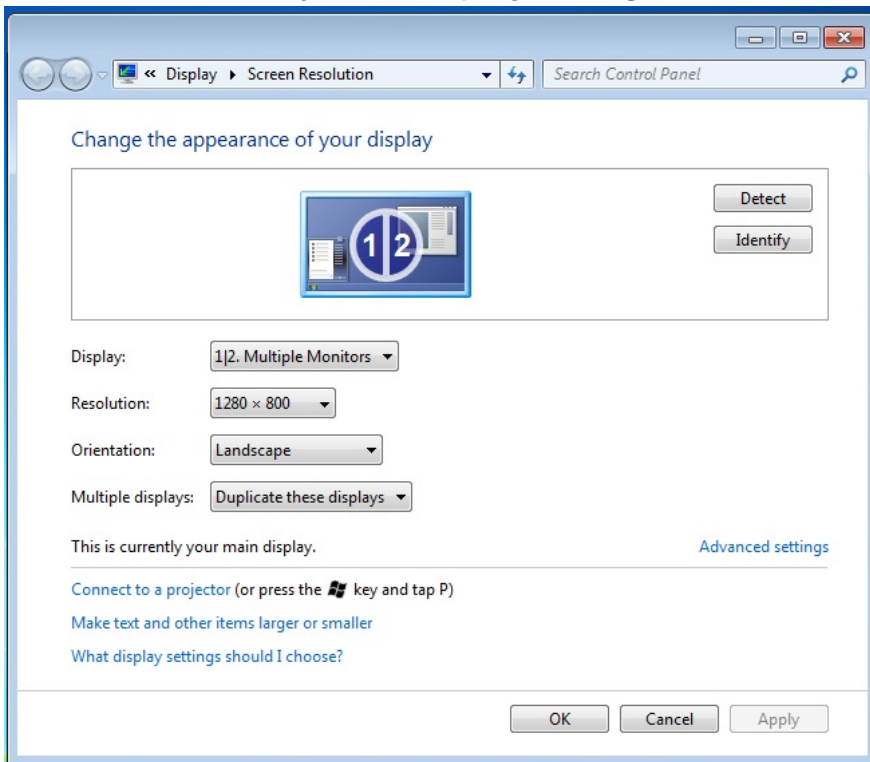 « Display ▸ Screen Resolution
Search Control Panel
Change the appearance of your display
1 2
Detect
Identify
Display: 1|2. Multiple Monitors
Resolution: 1280 × 800
Orientation: Landscape
Multiple displays: Duplicate these displays
This is currently your main display. Advanced settings
Connect to a projector (or press the key and tap P)
Make text and other items larger or smaller
What display settings should I choose?
OK Cancel Apply